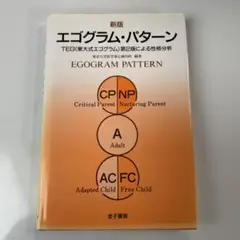 新版
エゴグラム・パターン
TEG(東大式エゴグラム)第2版による性格分析
EGOGRAM PATTERN
CP NP
Critical Parent Nurturing Parent
A
Adult
AC FC
Adapted Child Free Child
金子書房